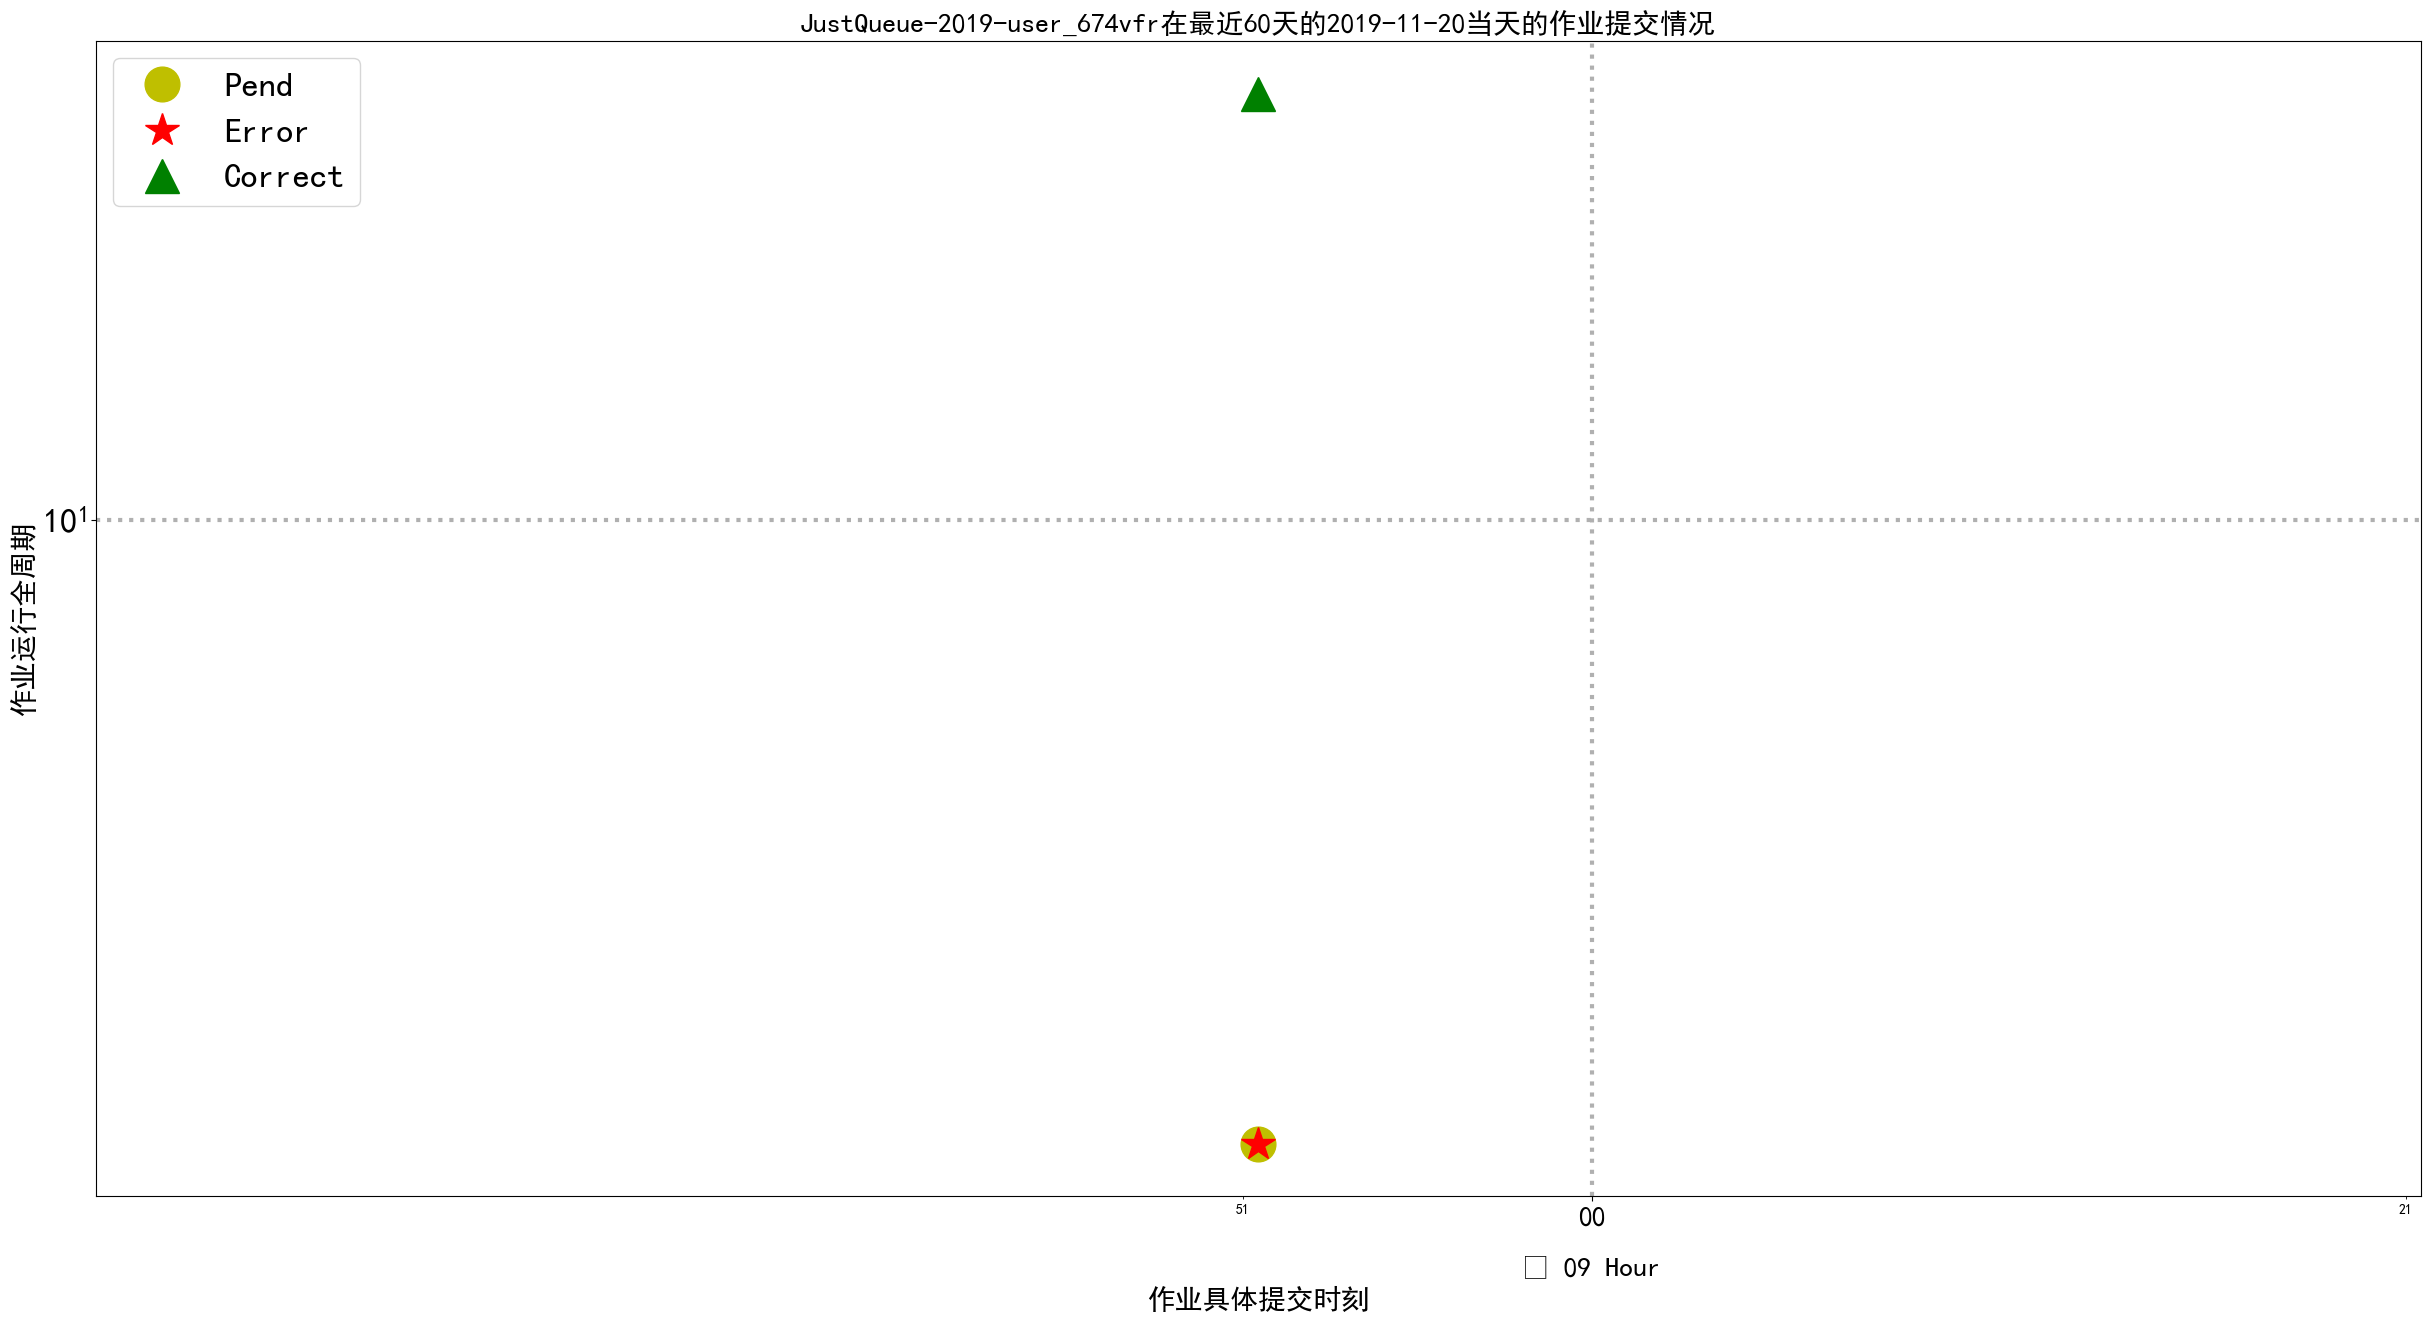 JustQueue-2019-user_674vfr在最近60天的2019-11-20当天的作业提交情况
Pend
Error
Correct
作业运行全周期
10¹
51
00
21
09 Hour
作业具体提交时刻